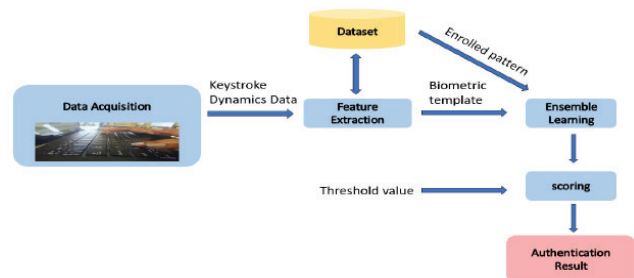 Dataset
Enrolled pattern
Keystroke
Dynamics Data
Biometric
template
Data Acquisition
Feature
Extraction
Ensemble
Learning
Threshold value
scoring
Authentication
Result